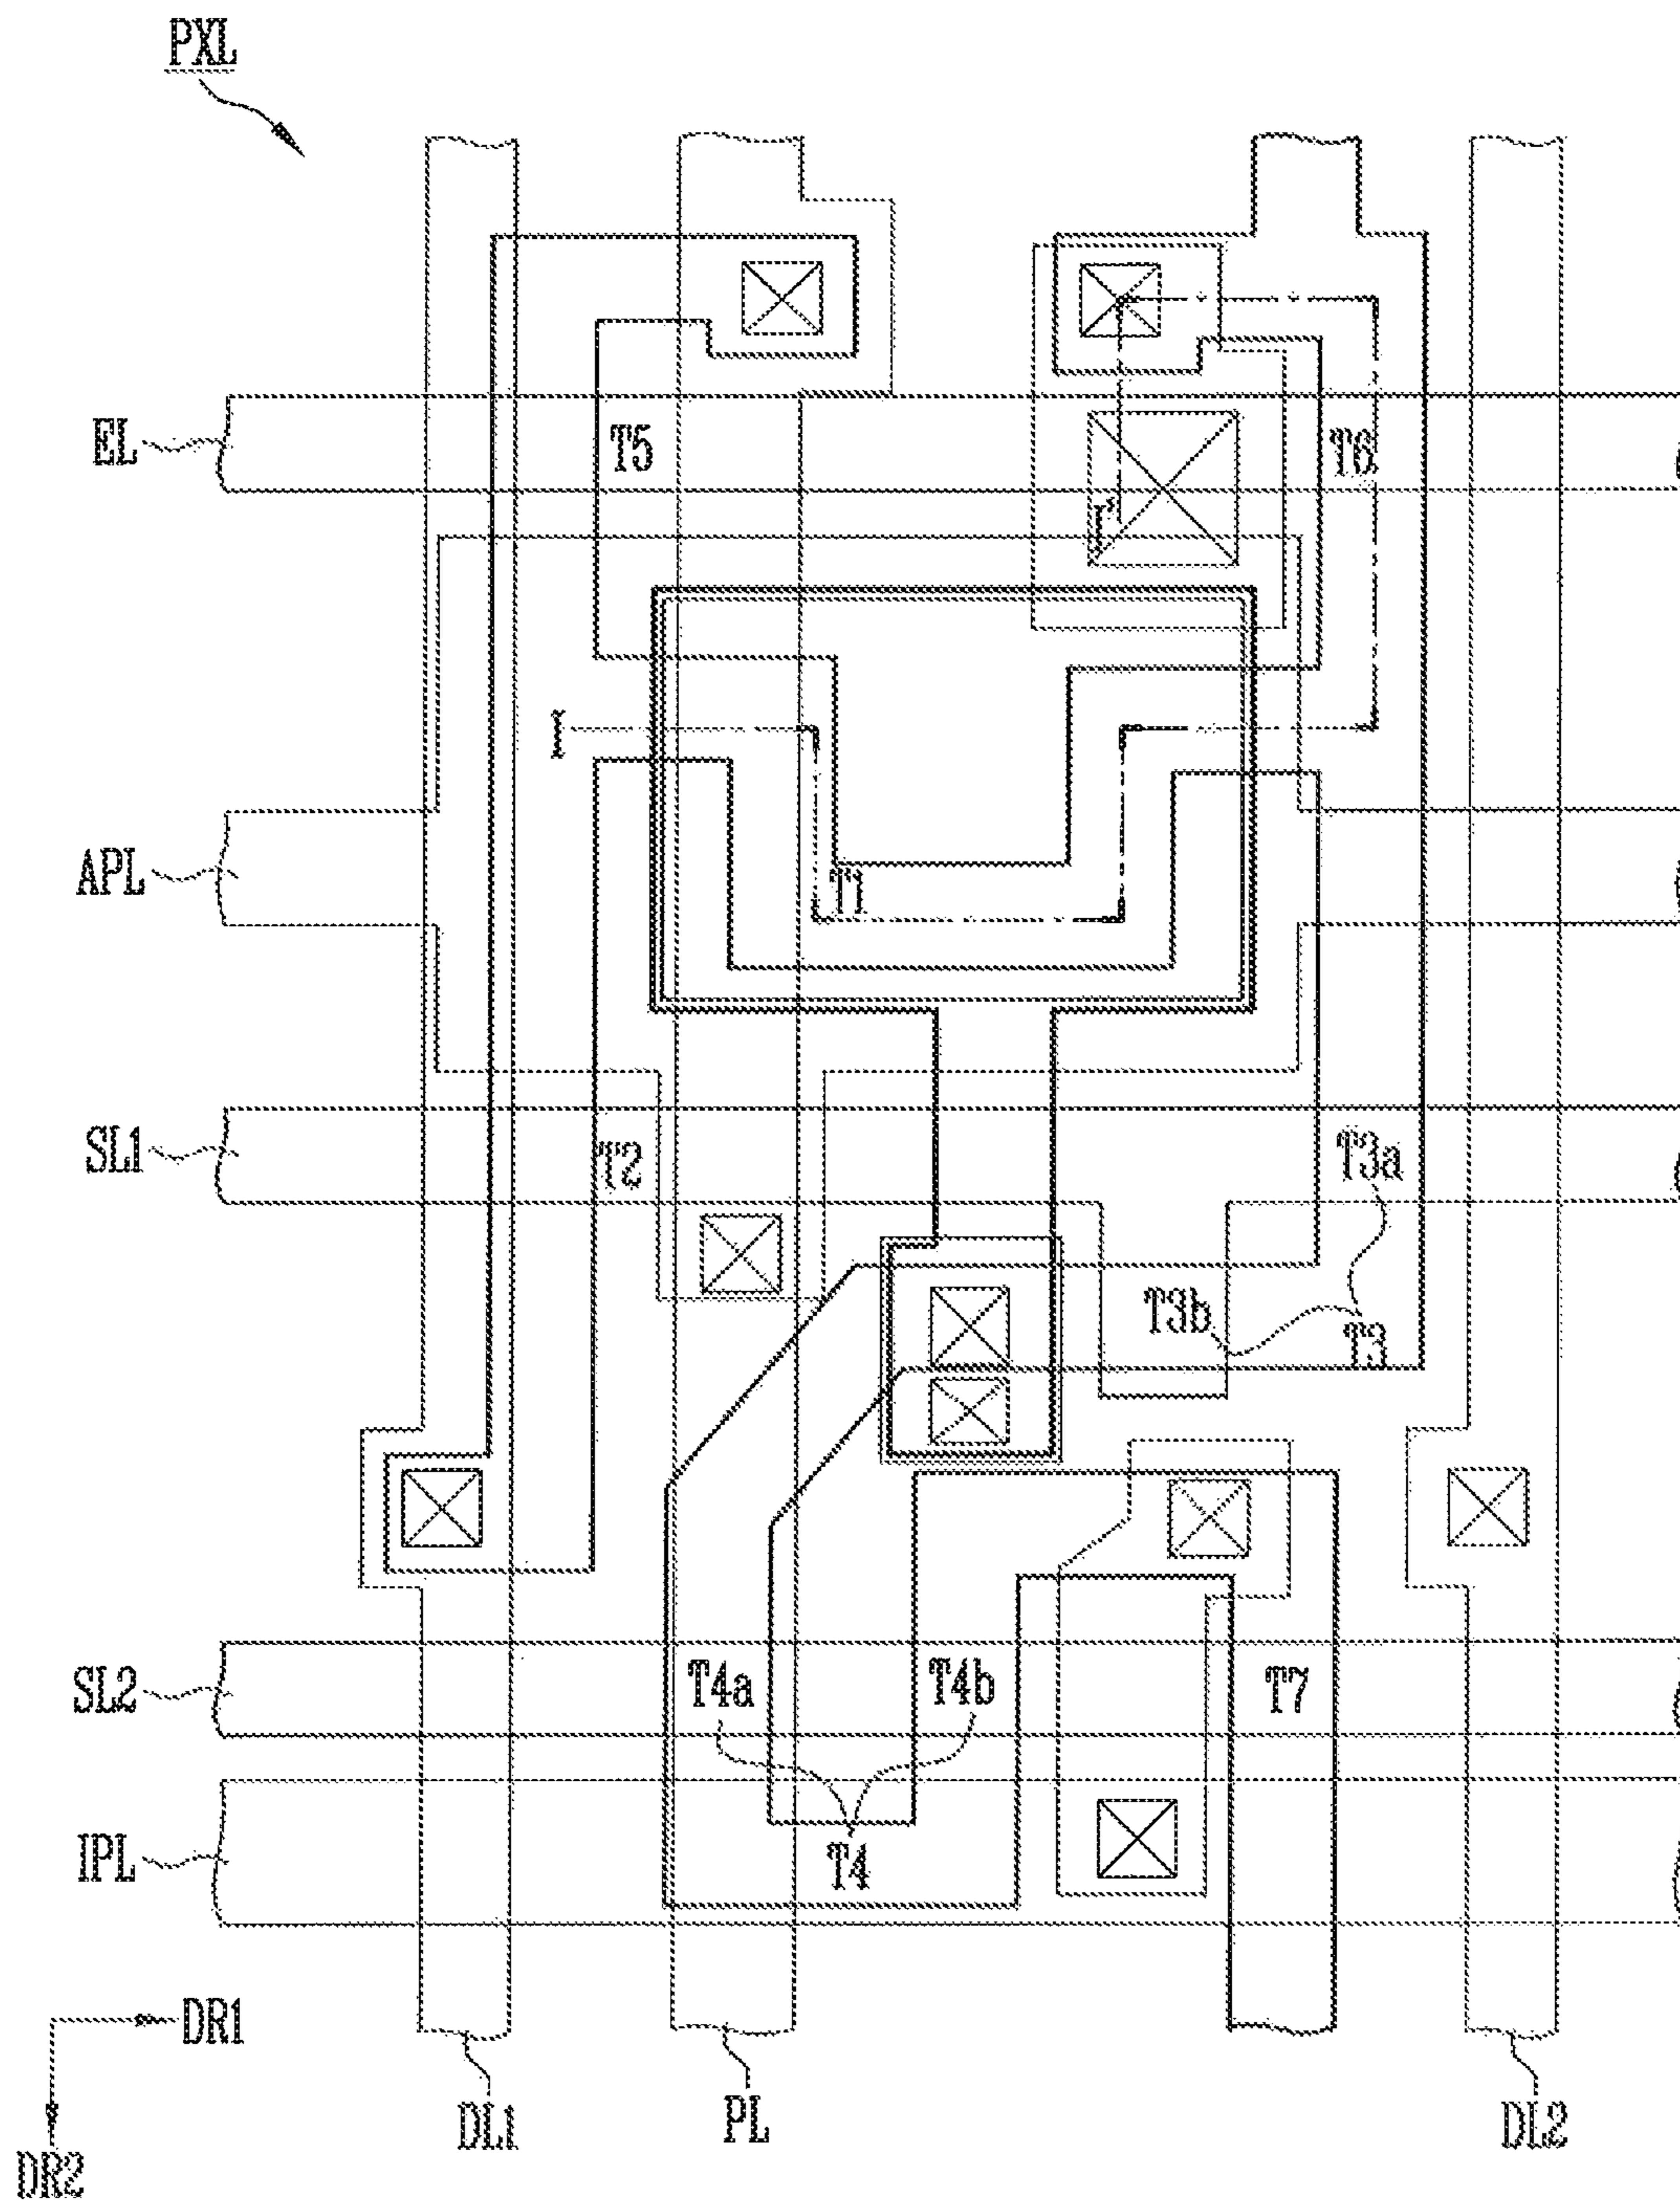 PXL
EL
T5
T6
I'
I
APL
T1
SL1
T2
T3a
T3b
T3
SL2
T4a
T4b
T7
IPL
T4
DR1
DR2
DL1
PL
DL2